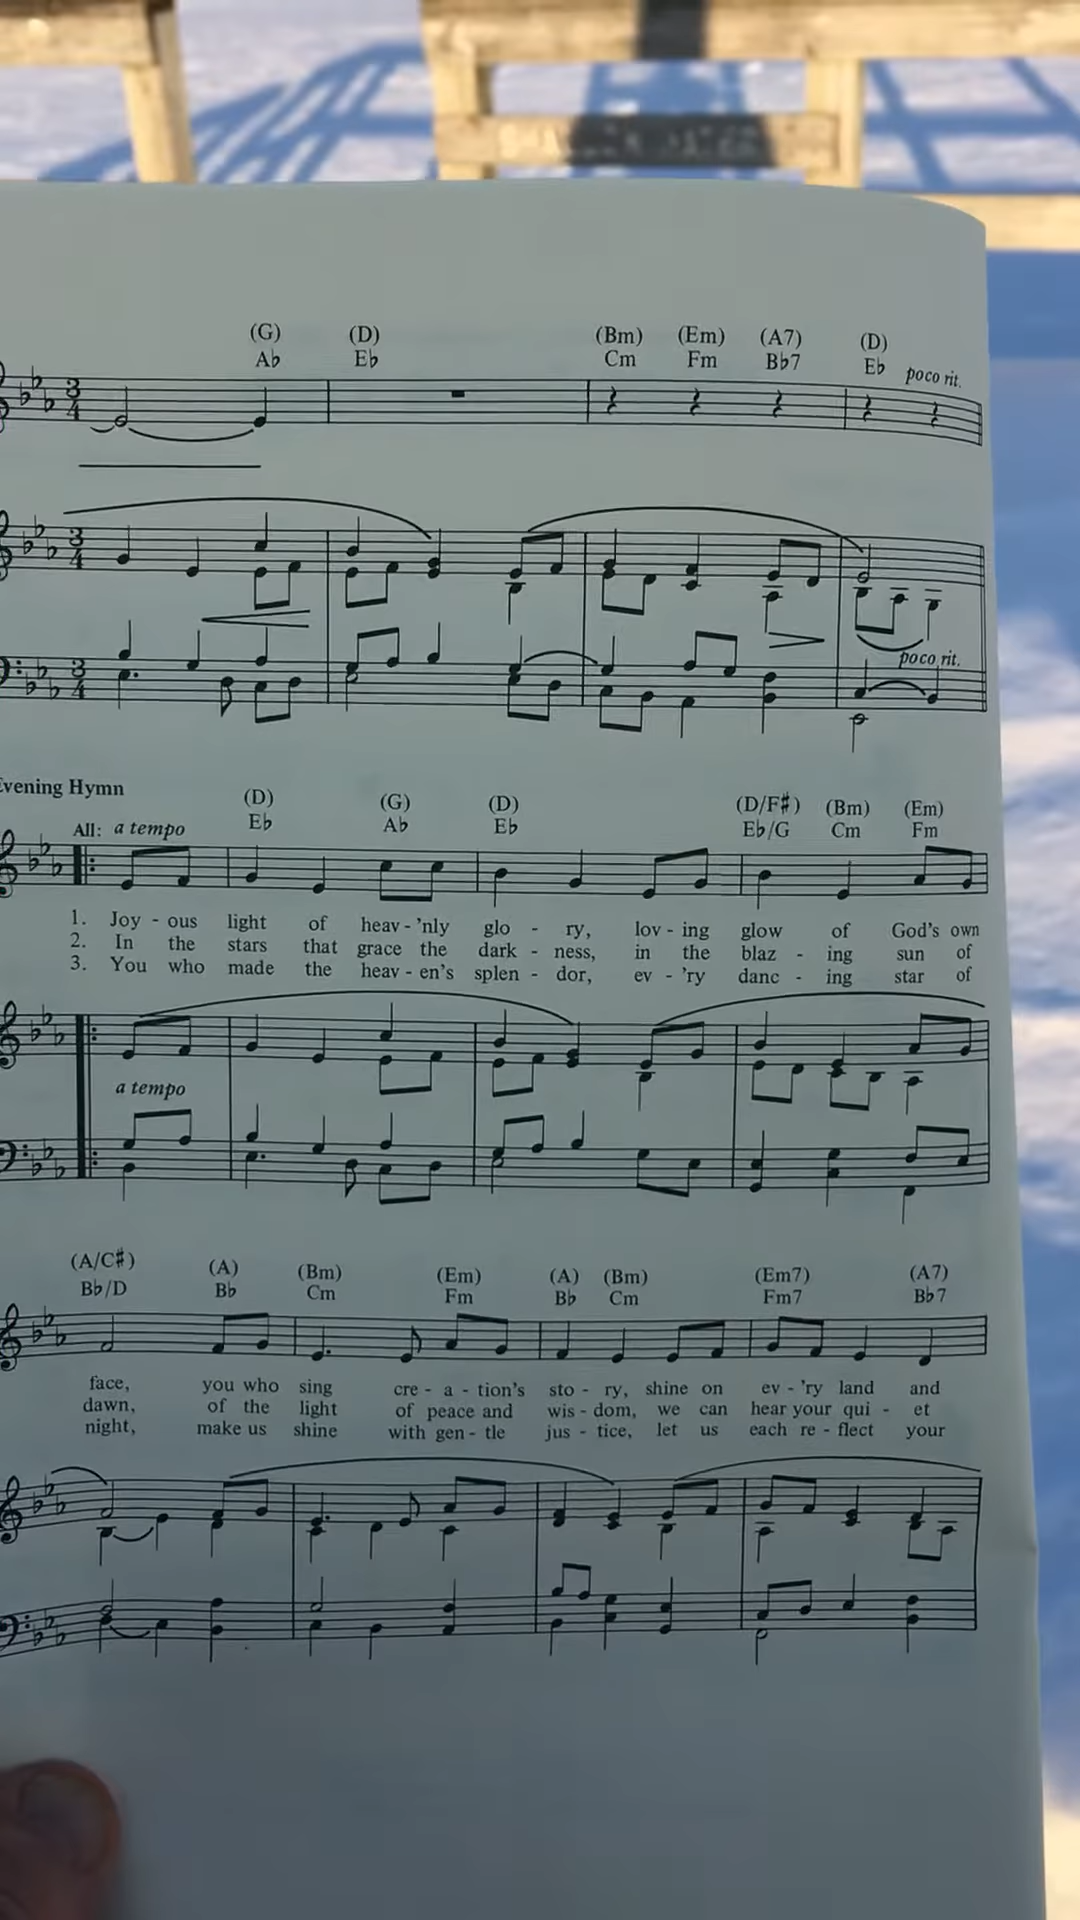 (G) (D) (Bm) (Em) (A7) (D)
A♭ E♭ Cm Fm B♭7 E♭ poco rit.
3/4
3/4
poco rit.
3/4
Evening Hymn
(D) (G) (D) (D/F♯) (Bm) (Em)
All: a tempo E♭ A♭ E♭ E♭/G Cm Fm
1. Joy - ous light of heav - 'nly glo - ry, lov - ing glow of God's own
2. In the stars that grace the dark - ness, in the blaz - ing sun of
3. You who made the heav - en's splen - dor, ev - 'ry danc - ing star of
a tempo
(A/C♯) (A) (Bm) (Em) (A) (Bm) (Em7) (A7)
B♭/D B♭ Cm Fm B♭ Cm Fm7 B♭7
face, you who sing cre - a - tion's sto - ry, shine on ev - 'ry land and
dawn, of the light of peace and wis - dom, we can hear your qui - et
night, make us shine with gen - tle jus - tice, let us each re - flect your